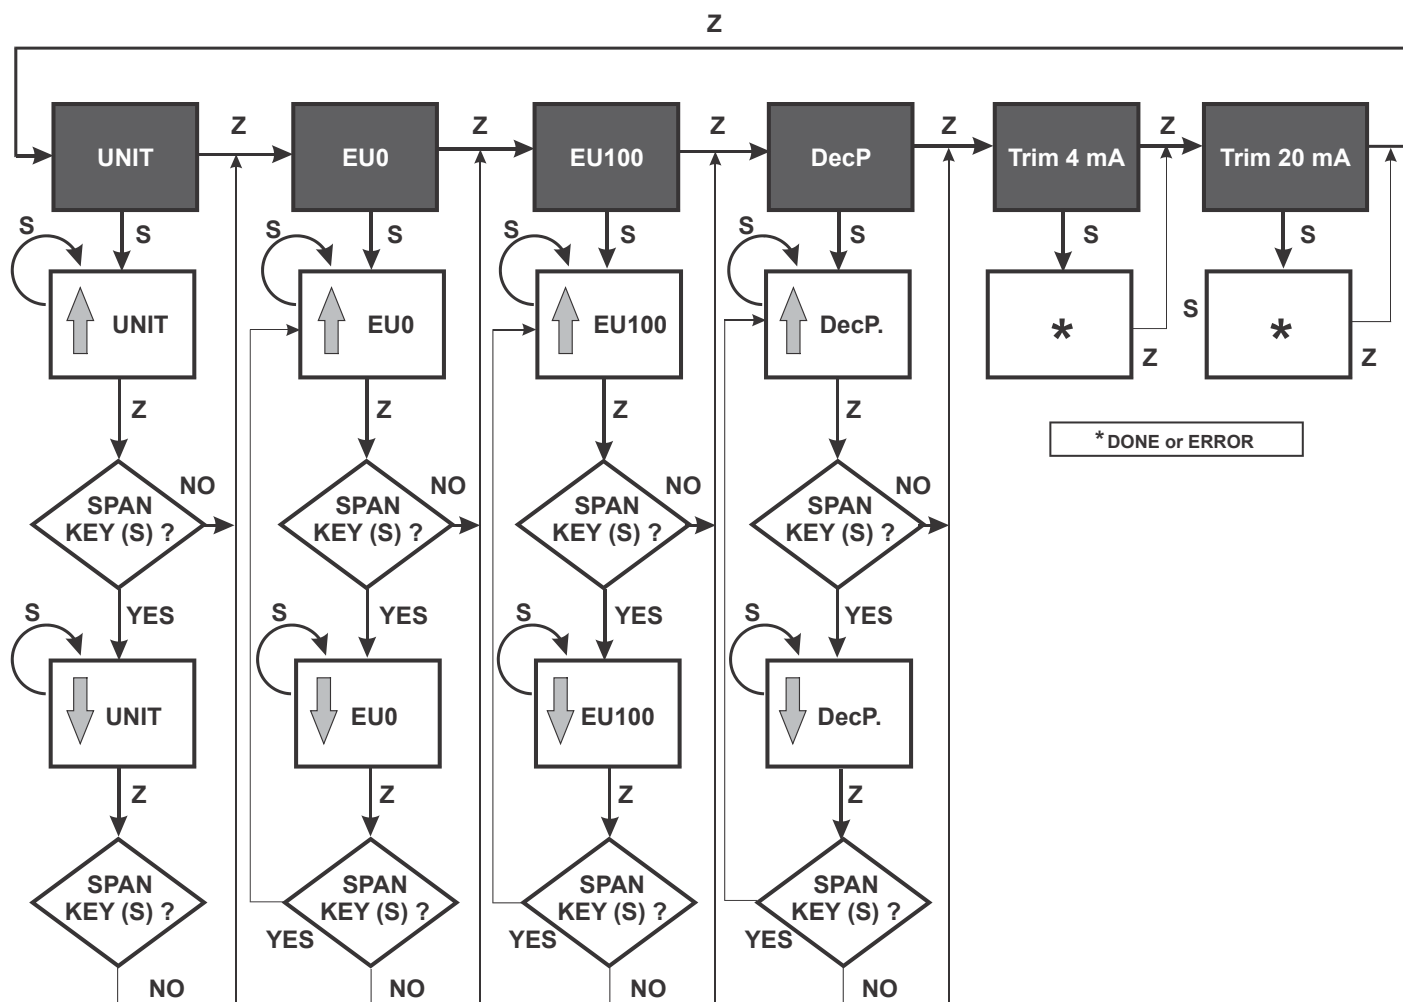 Z
UNIT
Z
EU0
Z
EU100
Z
DecP
Z
Trim 4 mA
Z
Trim 20 mA
S
S
S
S
S
S
S
S
S
S
UNIT
EU0
EU100
DecP.
*
Z
S
*
Z
Z
Z
Z
Z
* DONE or ERROR
SPAN
KEY (S) ?
NO
SPAN
KEY (S) ?
NO
SPAN
KEY (S) ?
NO
SPAN
KEY (S) ?
NO
YES
YES
YES
YES
S
S
S
S
UNIT
EU0
EU100
DecP.
Z
Z
Z
Z
SPAN
KEY (S) ?
SPAN
KEY (S) ?
SPAN
KEY (S) ?
SPAN
KEY (S) ?
YES
YES
YES
NO
NO
NO
NO